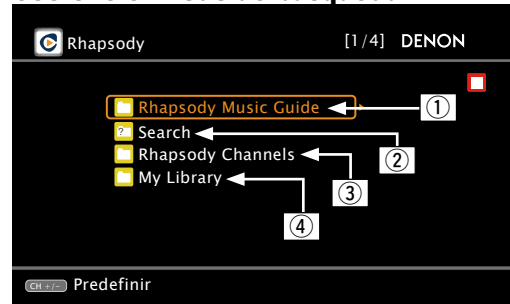 Rhapsody [1/4] DENON
Rhapsody Music Guide ①
? Search ②
Rhapsody Channels ③
My Library ④
CH +/- Predefinir